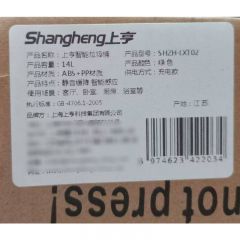 Shangheng上亨
产品名称：上亨智能垃圾桶
产品型号：SHZH-LXT02
产品容量：14L
产品颜色：绿色
产品材质：ABS+PP材质
供电方式：充电款
产品特点：静音缓降 智能感应
使用场景：客厅、卧室、厨房、浴室等
执行标准：GB 4706.1-2005
产地：江苏
品牌方：上海上亨科技集团有限公司
6 974623 422034
not press!